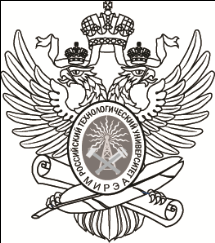 РОССИЙСКИЙ ТЕХНОЛОГИЧЕСКИЙ УНИВЕРСИТЕТ
МИРЭА